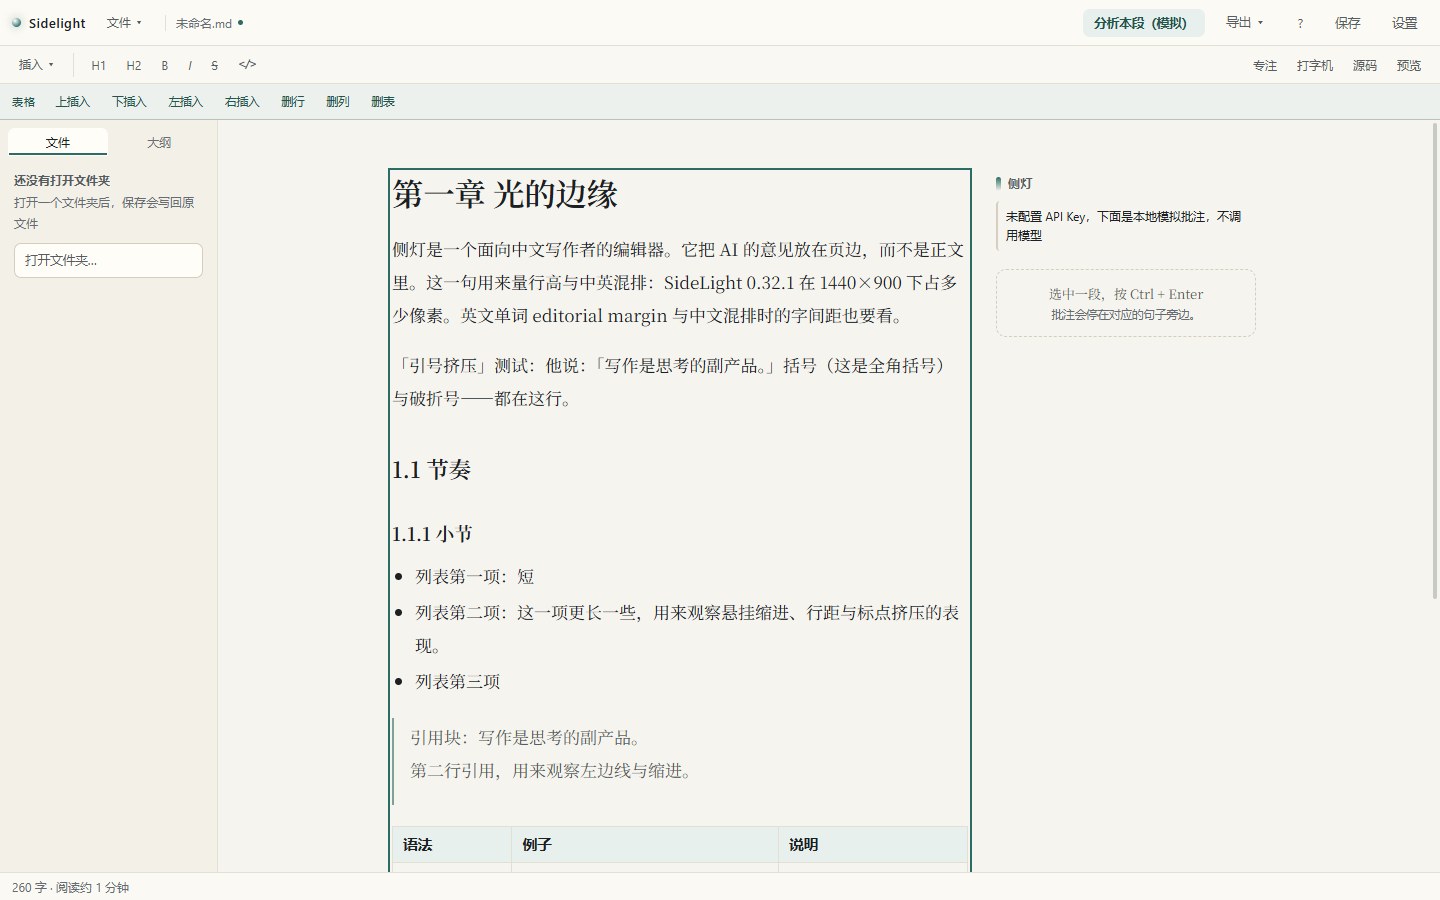 Sidelight 文件 未命名.md 分析本段（模拟） 导出 ? 保存 设置
插入 H1 H2 B I S </> 专注 打字机 源码 预览
表格 上插入 下插入 左插入 右插入 删行 删列 删表
文件 大纲
还没有打开文件夹
打开一个文件夹后，保存会写回原
文件
打开文件夹...
第一章 光的边缘
侧灯是一个面向中文写作者的编辑器。它把 AI 的意见放在页边，而不是正文
里。这一句用来量行高与中英混排：SideLight 0.32.1 在 1440×900 下占多
少像素。英文单词 editorial margin 与中文混排时的字间距也要看。
「引号挤压」测试：他说：「写作是思考的副产品。」括号（这是全角括号）
与破折号——都在这行。
1.1 节奏
1.1.1 小节
列表第一项：短
列表第二项：这一项更长一些，用来观察悬挂缩进、行距与标点挤压的表
现。
列表第三项
引用块：写作是思考的副产品。
第二行引用，用来观察左边线与缩进。
语法 例子 说明
侧灯
未配置 API Key，下面是本地模拟批注，不调
用模型
选中一段，按 Ctrl + Enter
批注会停在对应的句子旁边。
260 字 · 阅读约 1 分钟